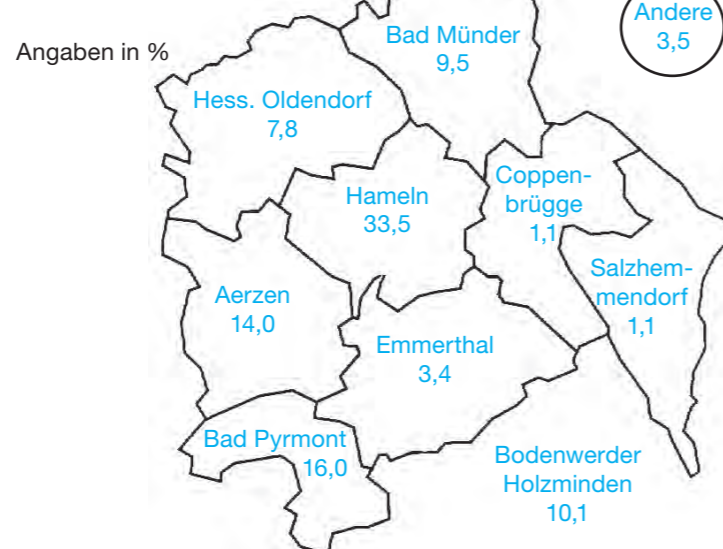 Angaben in %
Bad Münder
9,5
Andere
3,5
Hess. Oldendorf
7,8
Hameln
33,5
Coppen-
brügge
1,1
Salzhem-
mendorf
1,1
Aerzen
14,0
Emmerthal
3,4
Bad Pyrmont
16,0
Bodenwerder
Holzminden
10,1